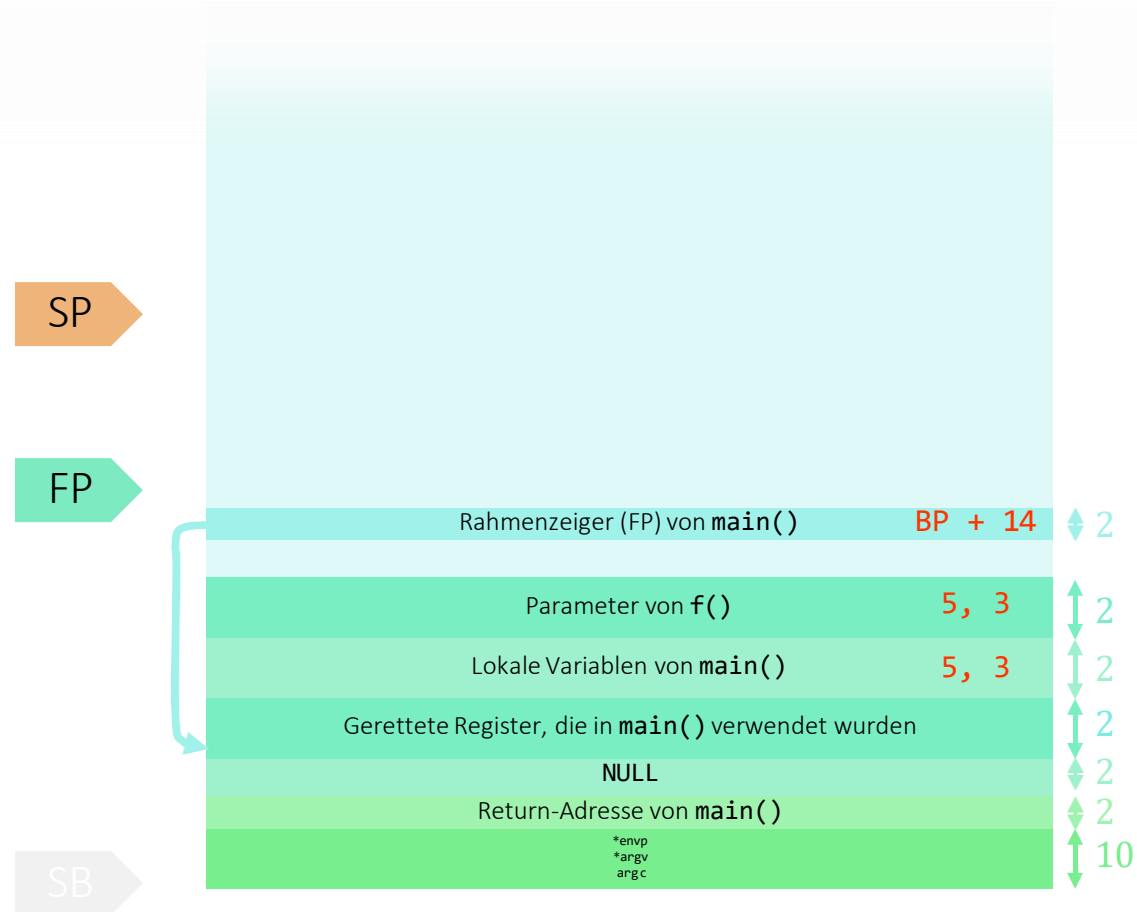 SP
FP
Rahmenzeiger (FP) von main() BP + 14 2
Parameter von f() 5, 3 2
Lokale Variablen von main() 5, 3 2
Gerettete Register, die in main() verwendet wurden 2
NULL 2
Return-Adresse von main() 2
*envp
*argv
argc
10
SB